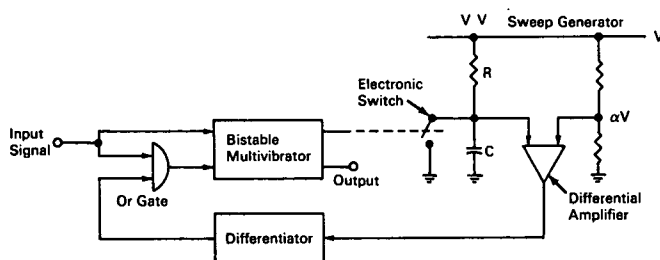 V V
Sweep Generator
V
R
Electronic
Switch
Input
Signal
Bistable
Multivibrator
αV
C
Output
Or Gate
Differential
Amplifier
Differentiator